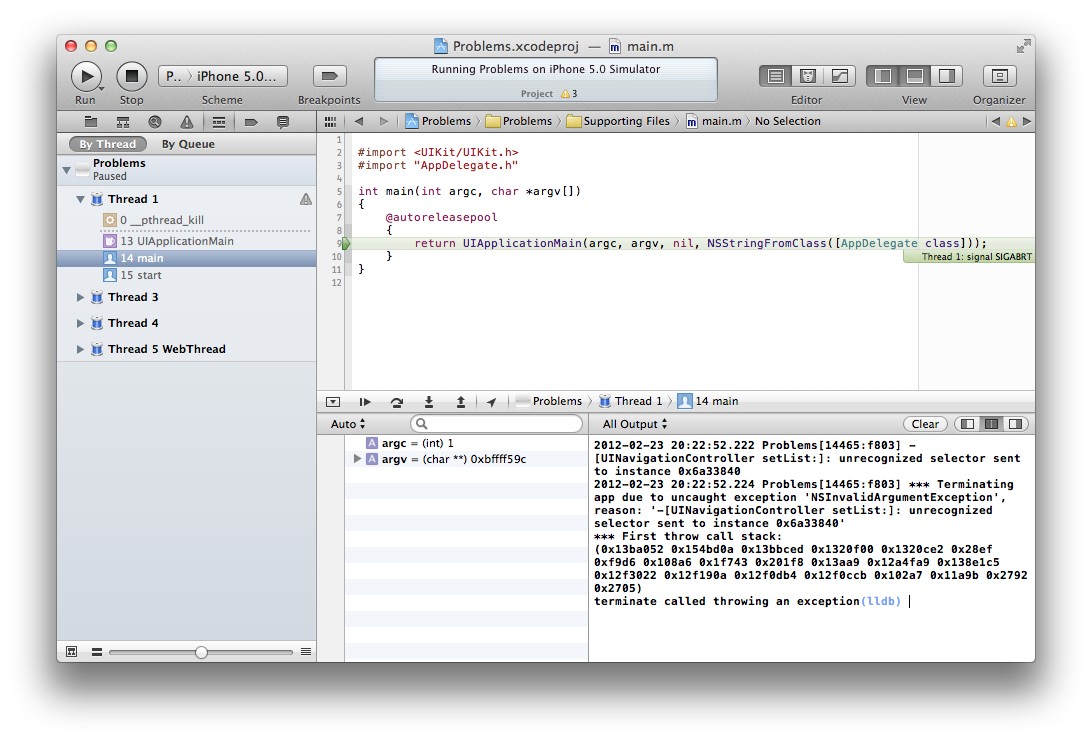 Problems.xcodeproj — main.m
Run
Stop
P.. 〉 iPhone 5.0...
Scheme
Breakpoints
Running Problems on iPhone 5.0 Simulator
Project 3
Editor
View
Organizer
Problems 〉 Problems 〉 Supporting Files 〉 main.m 〉 No Selection
By Thread By Queue
Problems
Paused
Thread 1
0 __pthread_kill
13 UIApplicationMain
14 main
15 start
Thread 3
Thread 4
Thread 5 WebThread
1
2 #import <UIKit/UIKit.h>
3 #import "AppDelegate.h"
4
5 int main(int argc, char *argv[])
6 {
7 @autoreleasepool
8 {
9 return UIApplicationMain(argc, argv, nil, NSStringFromClass([AppDelegate class]));
Thread 1: signal SIGABRT
10 }
11 }
12
Problems 〉 Thread 1 〉 14 main
Auto
All Output
Clear
A argc = (int) 1
A argv = (char **) 0xbffff59c
2012-02-23 20:22:52.222 Problems[14465:f803] -
[UINavigationController setList:]: unrecognized selector sent
to instance 0x6a33840
2012-02-23 20:22:52.224 Problems[14465:f803] *** Terminating
app due to uncaught exception 'NSInvalidArgumentException',
reason: '-[UINavigationController setList:]: unrecognized
selector sent to instance 0x6a33840'
*** First throw call stack:
(0x13ba052 0x154bd0a 0x13bbced 0x1320f00 0x1320ce2 0x28ef
0xf9d6 0x108a6 0x1f743 0x201f8 0x13aa9 0x12a4fa9 0x138e1c5
0x12f3022 0x12f190a 0x12f0db4 0x12f0ccb 0x102a7 0x11a9b 0x2792
0x2705)
terminate called throwing an exception(lldb)